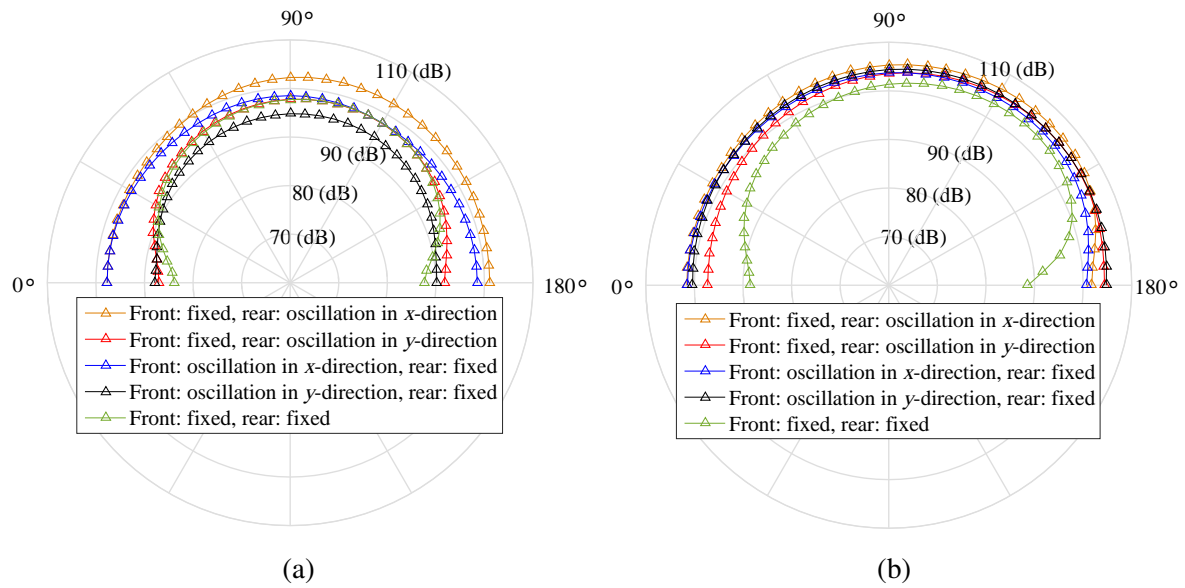 90°
110 (dB)
90 (dB)
80 (dB)
70 (dB)
0°
180°
Front: fixed, rear: oscillation in x-direction
Front: fixed, rear: oscillation in y-direction
Front: oscillation in x-direction, rear: fixed
Front: oscillation in y-direction, rear: fixed
Front: fixed, rear: fixed
(a)
90°
110 (dB)
90 (dB)
80 (dB)
70 (dB)
0°
180°
Front: fixed, rear: oscillation in x-direction
Front: fixed, rear: oscillation in y-direction
Front: oscillation in x-direction, rear: fixed
Front: oscillation in y-direction, rear: fixed
Front: fixed, rear: fixed
(b)